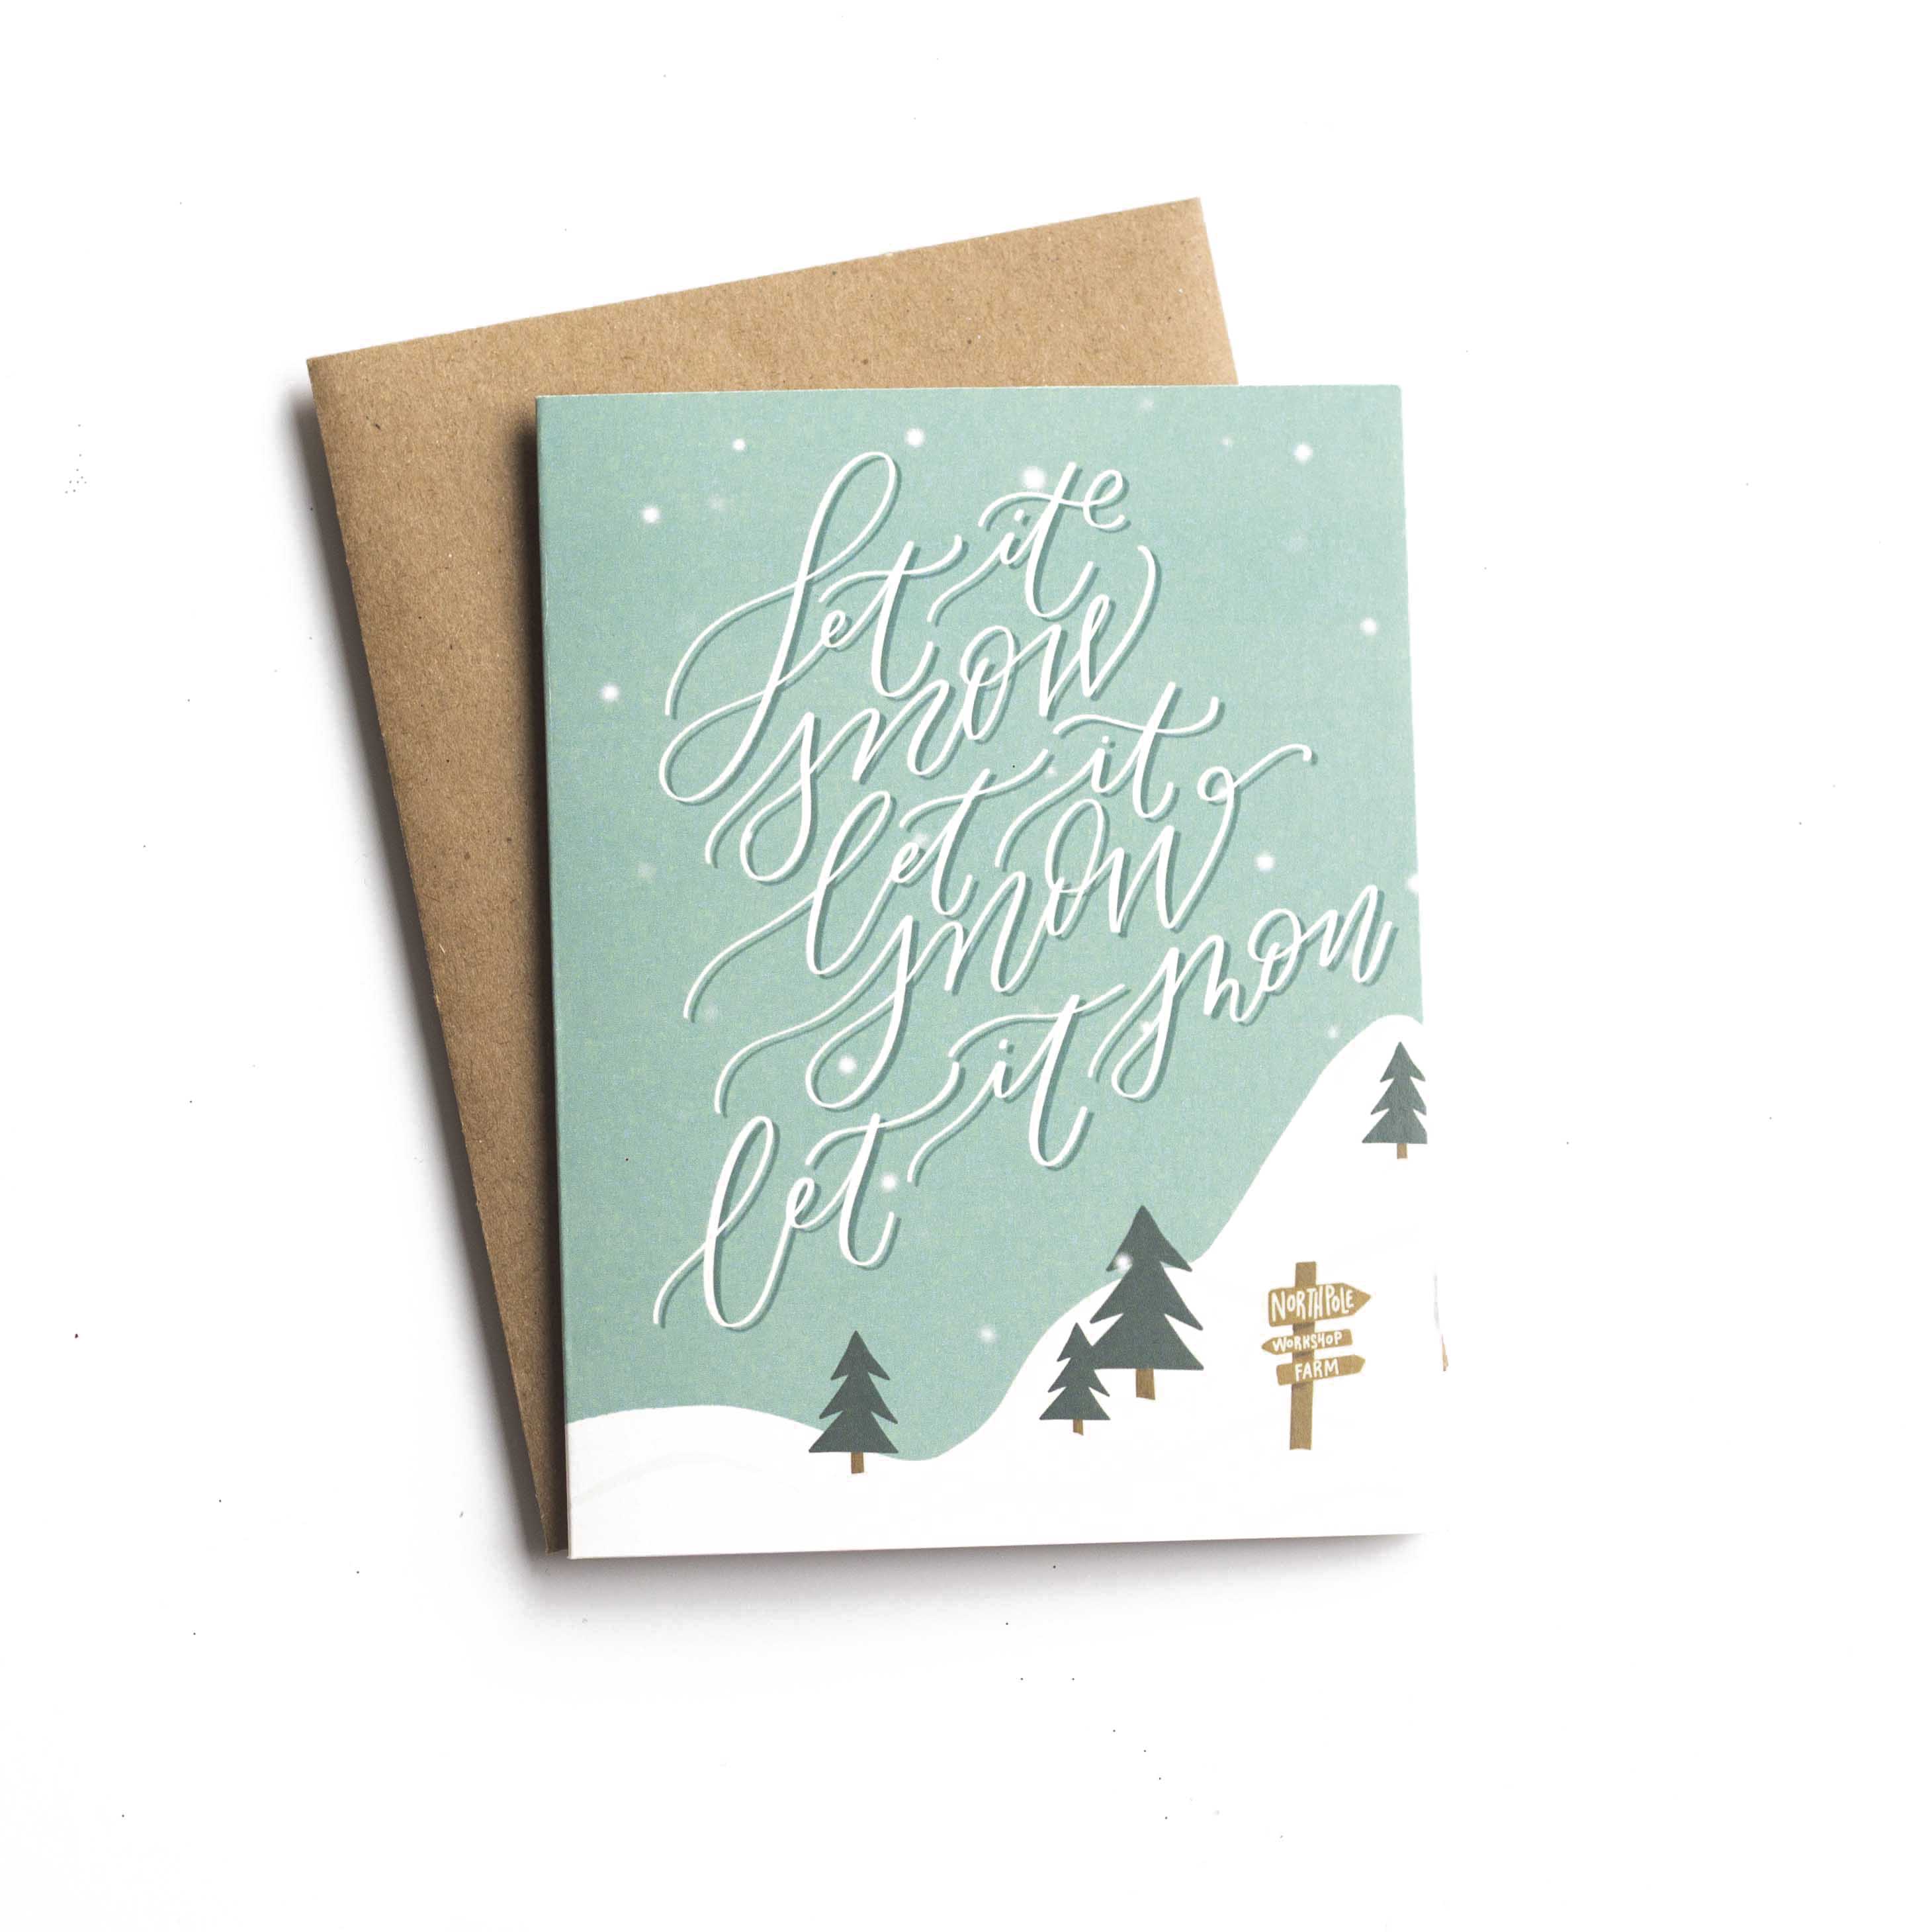 Let it
snow
let it
snow
let it snow
NORTH POLE
WORKSHOP
FARM